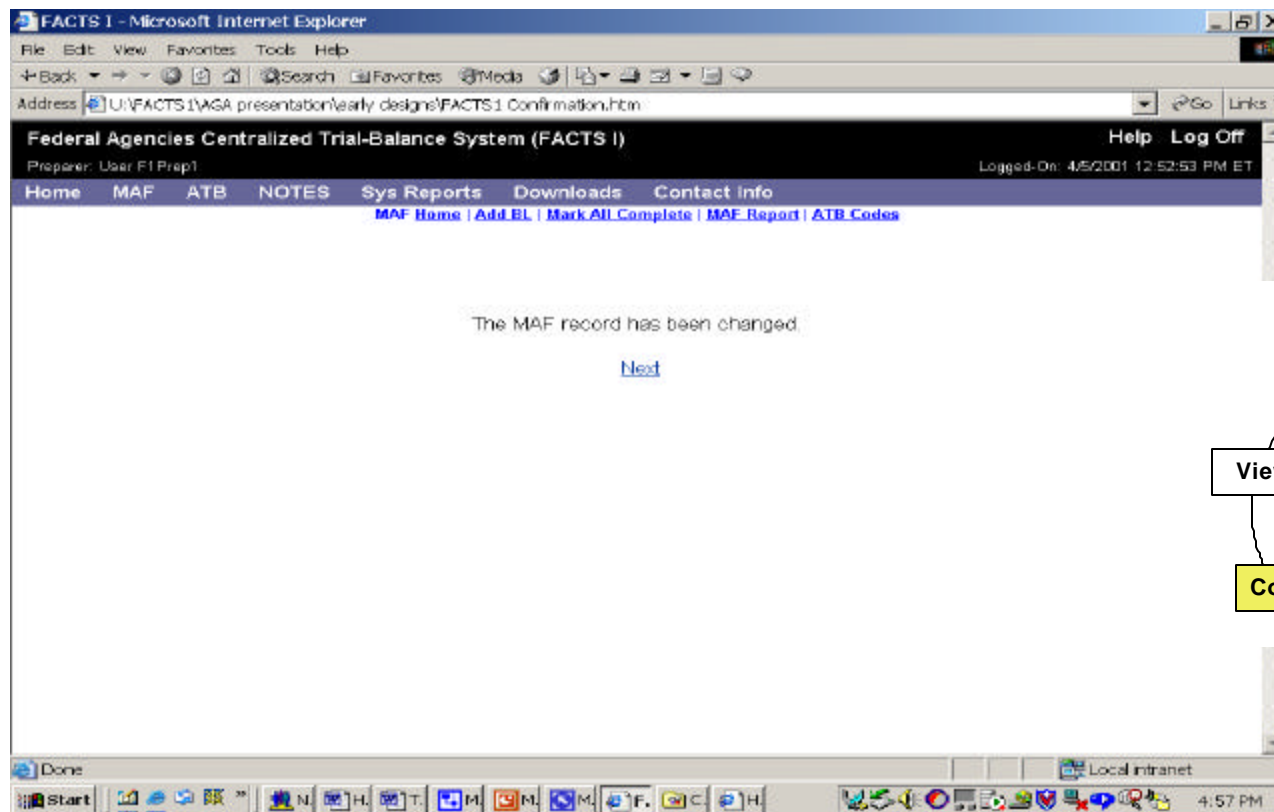 FACTS I - Microsoft Internet Explorer
File Edit View Favorites Tools Help
Back Search Favorites Media
Address U:\FACTS1\AGA presentation\early designs\FACTS1 Confirmation.htm Go Links
Federal Agencies Centralized Trial-Balance System (FACTS I) Help Log Off
Preparer: User F1Prep1 Logged-On: 4/5/2001 12:52:53 PM ET
Home MAF ATB NOTES Sys Reports Downloads Contact Info
MAF Home | Add BL | Mark All Complete | MAF Report | ATB Codes
The MAF record has been changed.
Next
Vie
Co
Done Local intranet
Start N. H. T. M. M. M. F. C. H. 4:57 PM